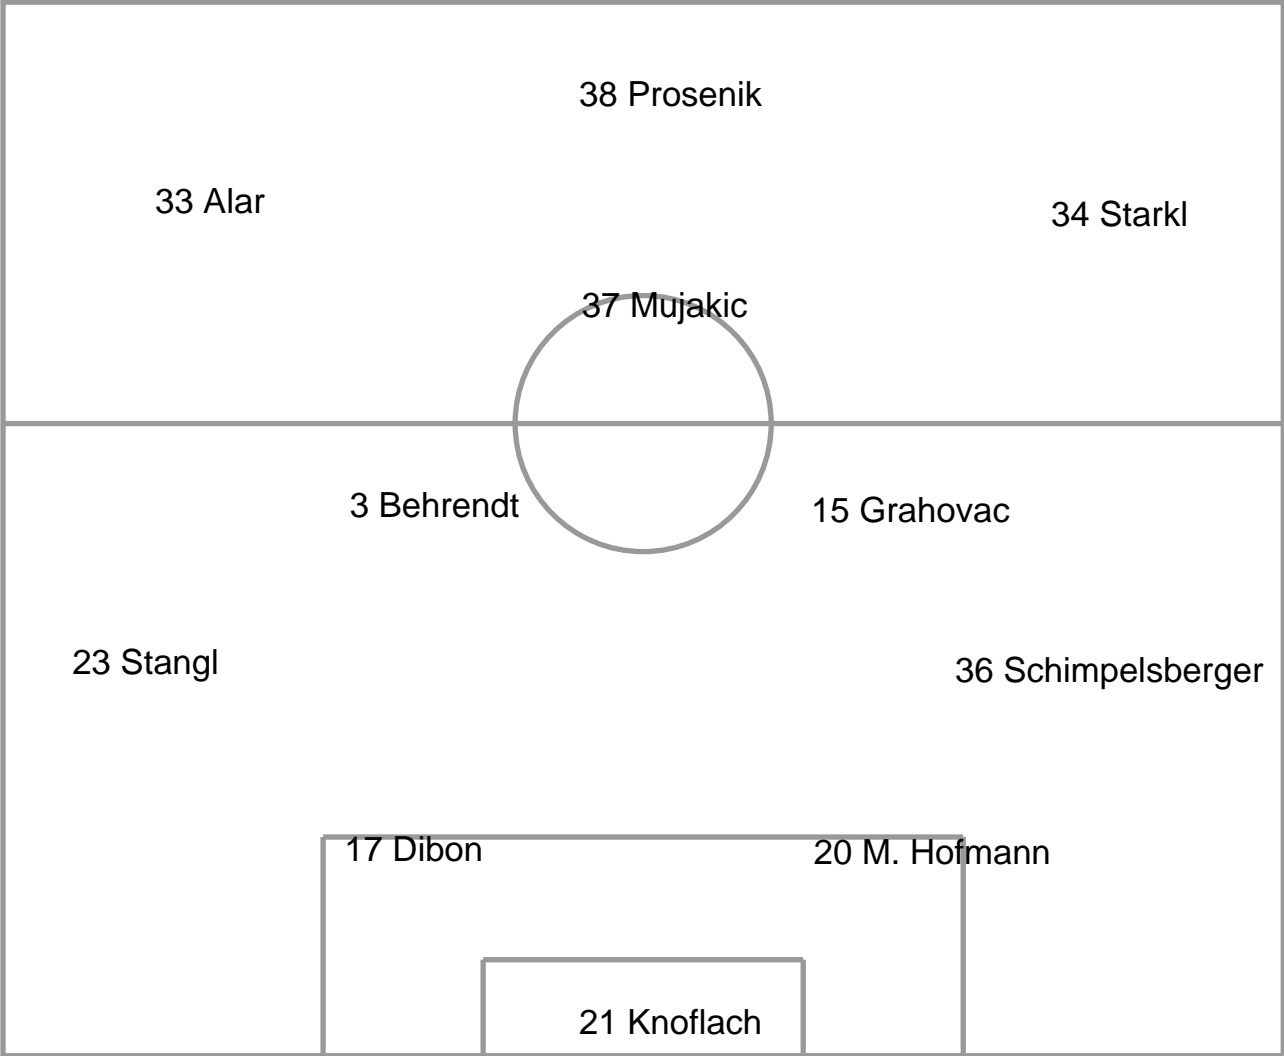 38 Prosenik
33 Alar
34 Starkl
37 Mujakic
3 Behrendt
15 Grahovac
23 Stangl
36 Schimpelsberger
17 Dibon
20 M. Hofmann
21 Knoflach